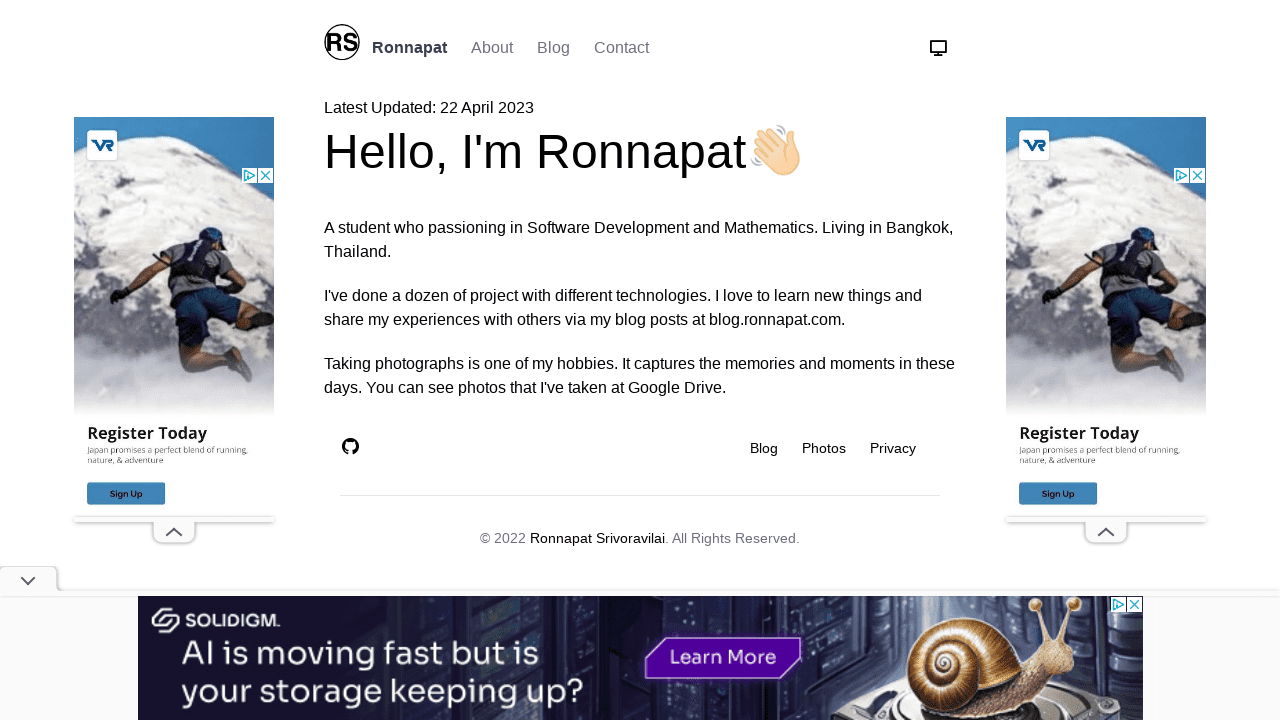 RS Ronnapat About Blog Contact
Latest Updated: 22 April 2023
Hello, I'm Ronnapat
A student who passioning in Software Development and Mathematics. Living in Bangkok,
Thailand.
I've done a dozen of project with different technologies. I love to learn new things and
share my experiences with others via my blog posts at blog.ronnapat.com.
Taking photographs is one of my hobbies. It captures the memories and moments in these
days. You can see photos that I've taken at Google Drive.
Blog Photos Privacy
© 2022 Ronnapat Srivoravilai. All Rights Reserved.
VR
Register Today
Japan promises a perfect blend of running,
nature, & adventure
Sign Up
VR
Register Today
Japan promises a perfect blend of running,
nature, & adventure
Sign Up
SOLIDIGM.
AI is moving fast but is
your storage keeping up?
Learn More